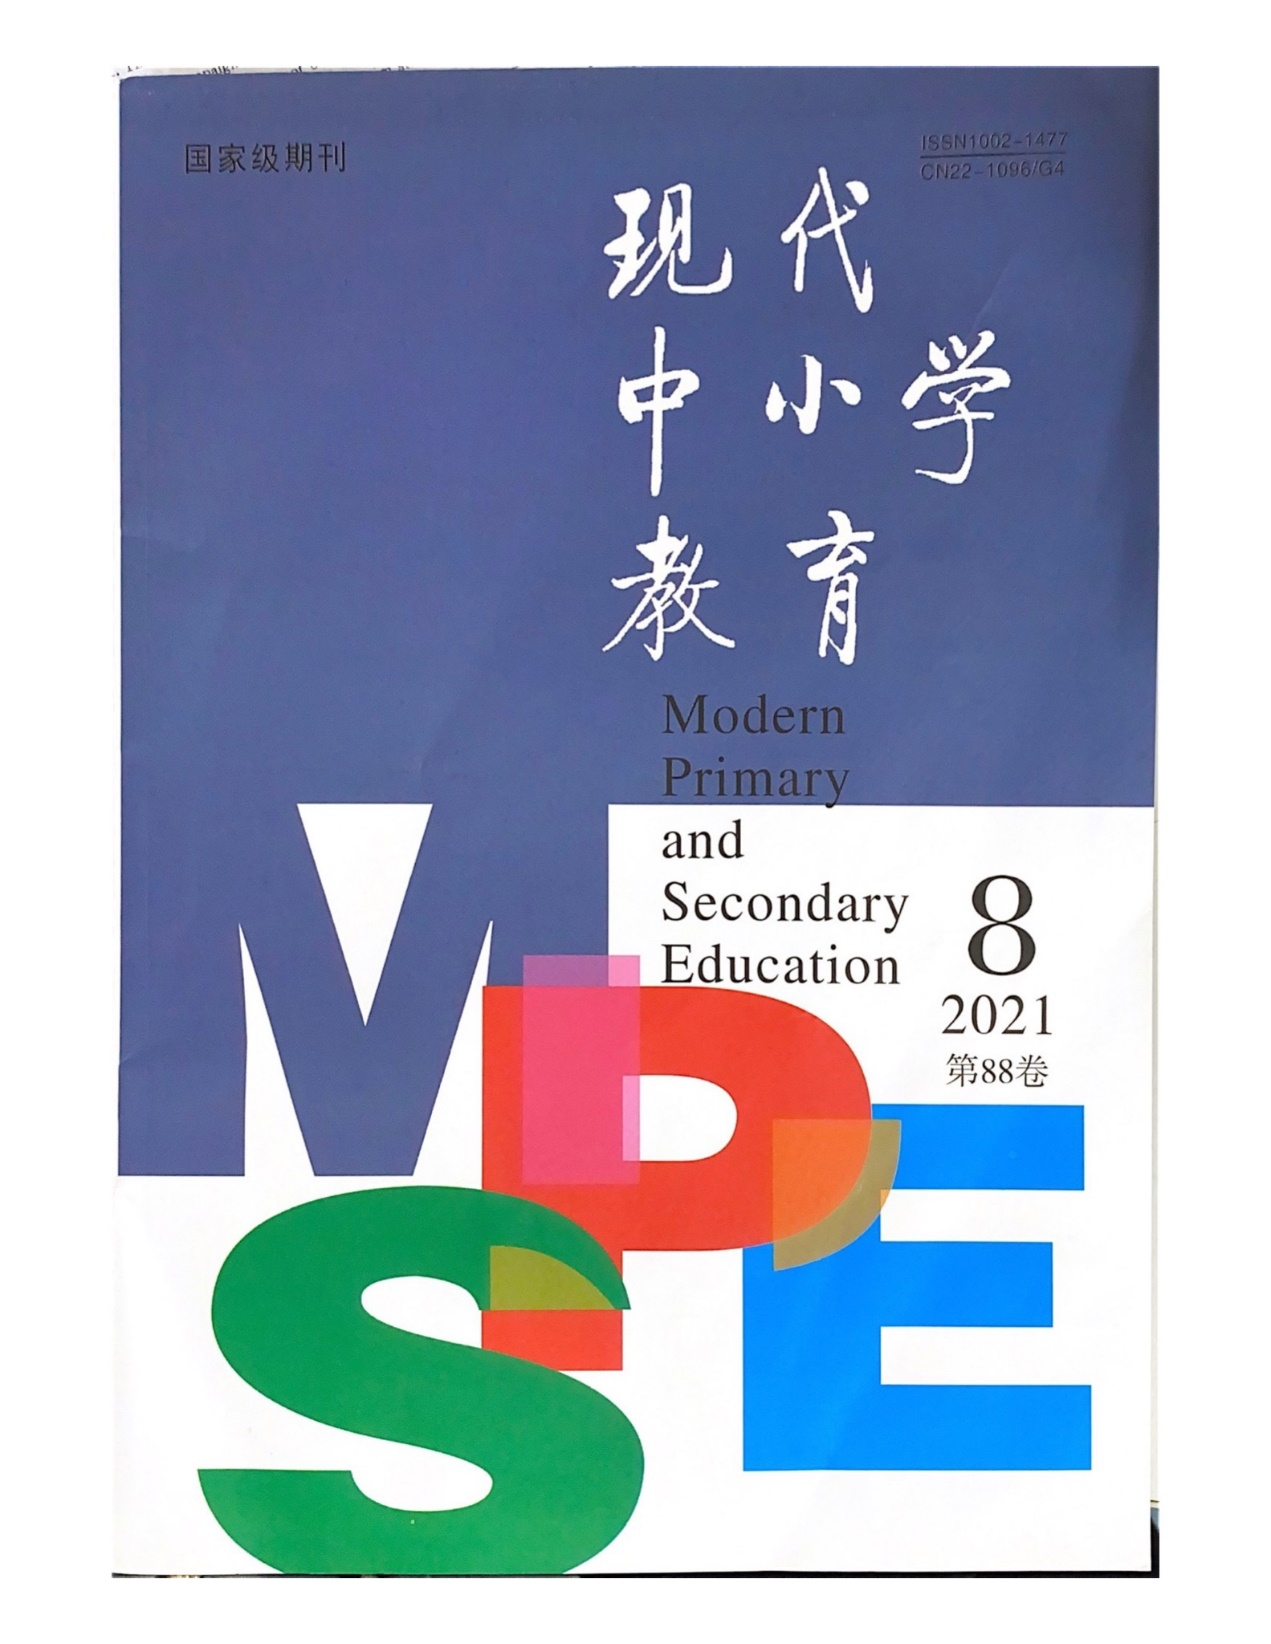 国家级期刊
ISSN1002-1477
CN22-1096/G4
现代
中小学
教育
Modern
Primary
and
Secondary
Education
8
2021
第88卷
M
P
S
E